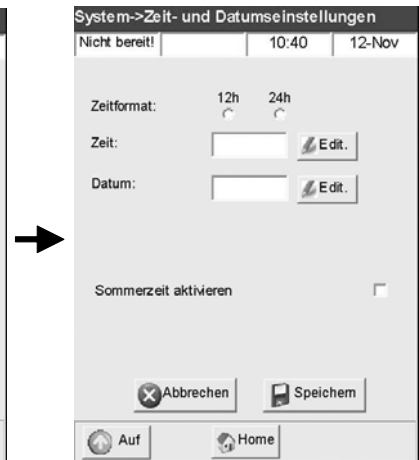 System->Zeit- und Datumseinstellungen
Nicht bereit! 10:40 12-Nov
12h 24h
Zeitformat:
Zeit: Edit.
Datum: Edit.
Sommerzeit aktivieren
Abbrechen Speichern
Auf Home